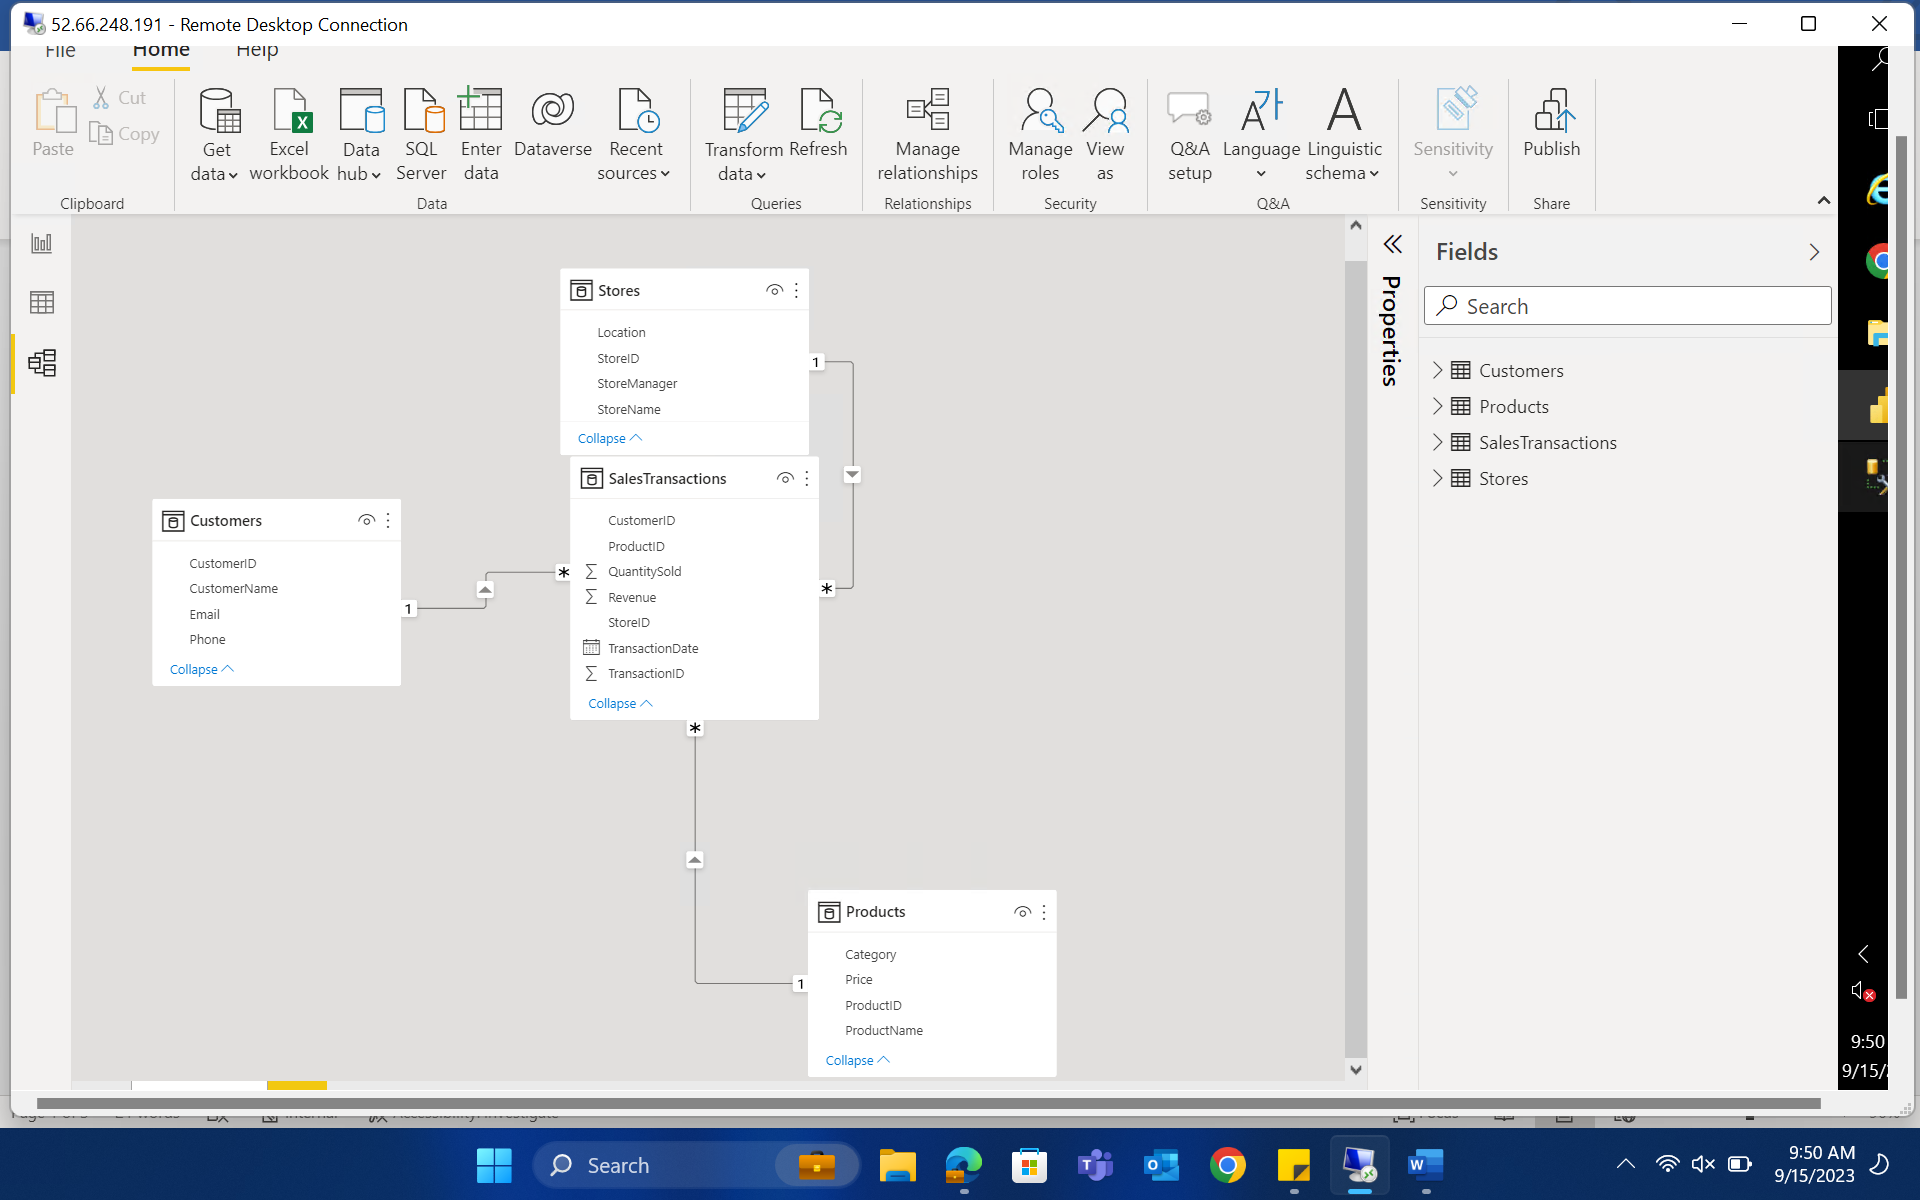 52.66.248.191 - Remote Desktop Connection
File Home Help
Paste
Cut
Copy
Clipboard
Get data
Excel workbook
Data hub
SQL Server
Enter data
Dataverse
Recent sources
Data
Transform data
Refresh
Queries
Manage relationships
Relationships
Manage roles
View as
Security
Q&A setup
Language
Linguistic schema
Q&A
Sensitivity
Sensitivity
Publish
Share
Stores
Location
StoreID
StoreManager
StoreName
Collapse
1
*
SalesTransactions
CustomerID
ProductID
QuantitySold
Revenue
StoreID
TransactionDate
TransactionID
Collapse
*
*
Customers
CustomerID
CustomerName
Email
Phone
Collapse
1
Products
Category
Price
ProductID
ProductName
Collapse
1
Properties
Fields
Search
Customers
Products
SalesTransactions
Stores
9:50
9/15/
Search
9:50 AM
9/15/2023